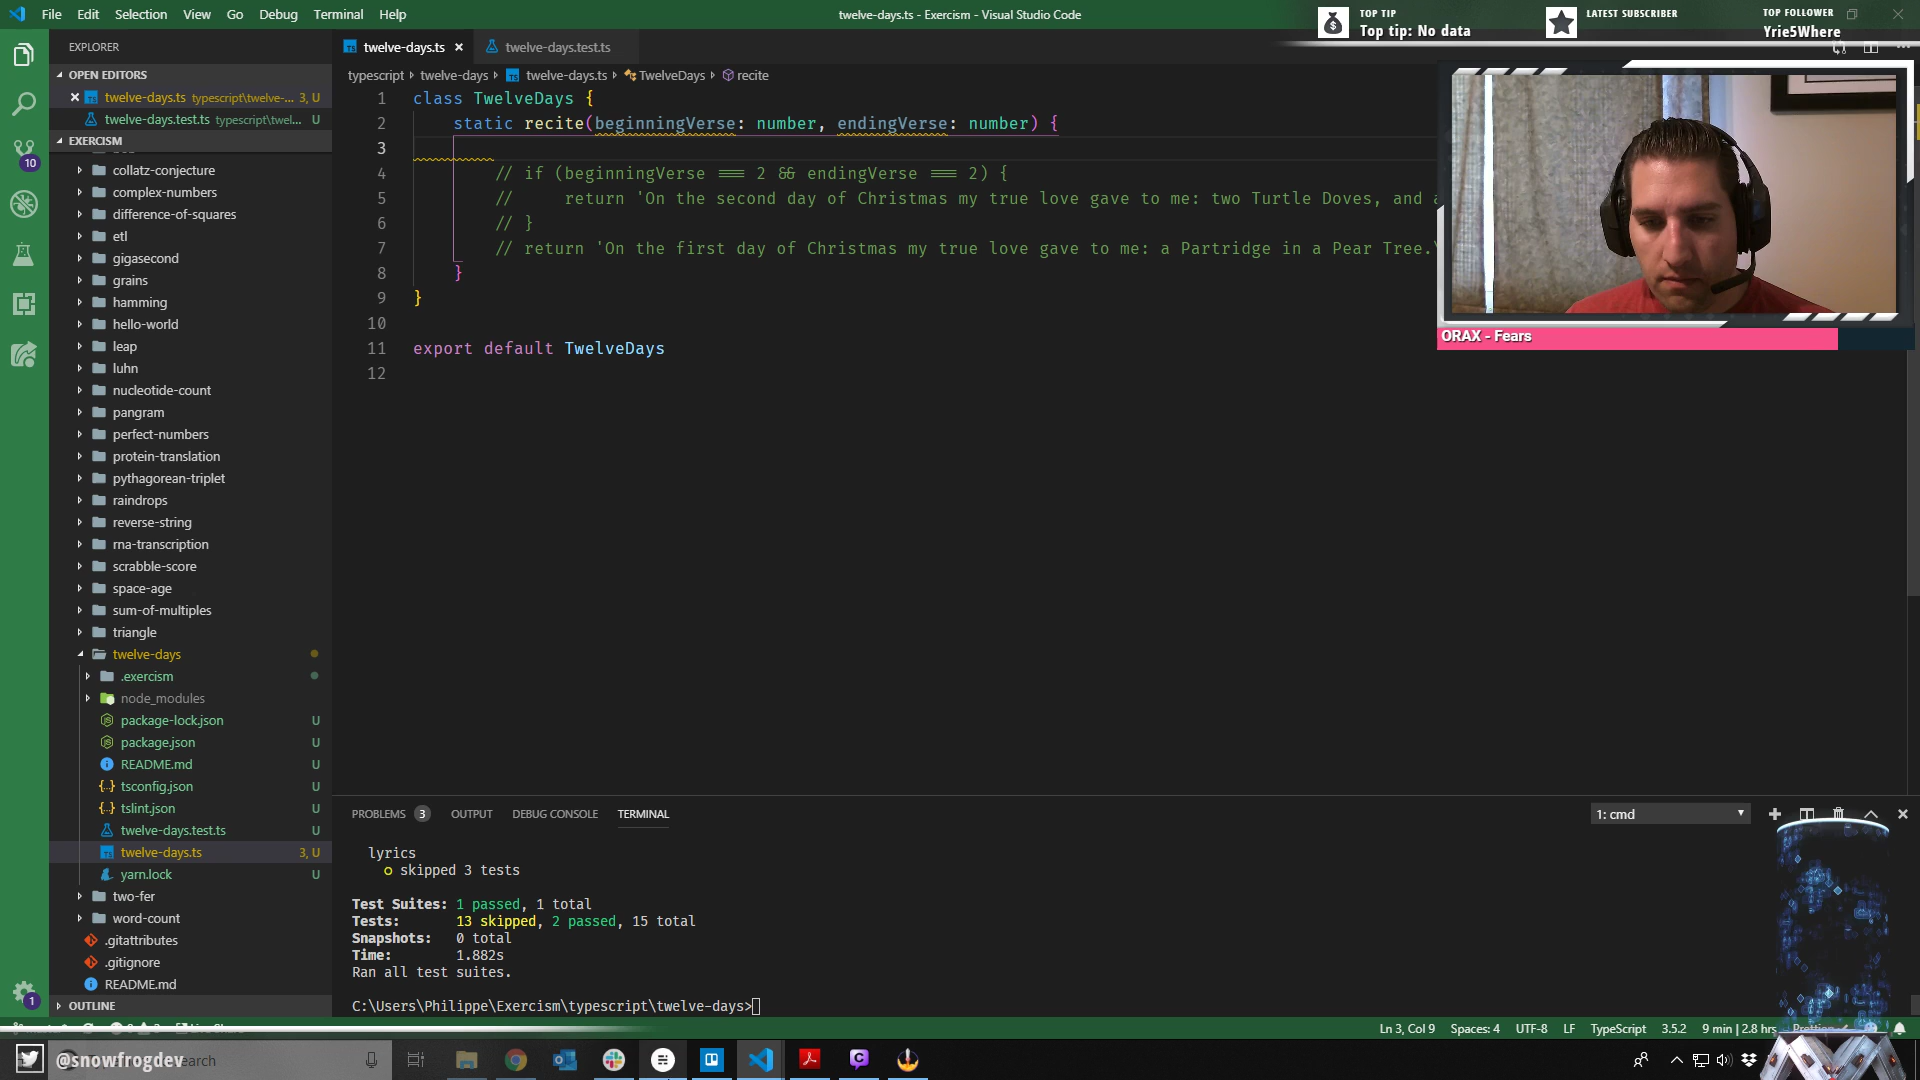 File Edit Selection View Go Debug Terminal Help
twelve-days.ts - Exercism - Visual Studio Code
TOP TIP
Top tip: No data
LATEST SUBSCRIBER
TOP FOLLOWER
Yrie5Where
EXPLORER
OPEN EDITORS
twelve-days.ts typescript\twelve-... 3, U
twelve-days.test.ts typescript\twel... U
EXERCISM
collatz-conjecture
complex-numbers
difference-of-squares
etl
gigasecond
grains
hamming
hello-world
leap
luhn
nucleotide-count
pangram
perfect-numbers
protein-translation
pythagorean-triplet
raindrops
reverse-string
rna-transcription
scrabble-score
space-age
sum-of-multiples
triangle
twelve-days
.exercism
node_modules
package-lock.json U
package.json U
README.md U
tsconfig.json U
tslint.json U
twelve-days.test.ts U
twelve-days.ts 3, U
yarn.lock U
two-fer
word-count
.gitattributes
.gitignore
README.md
OUTLINE
10
1
twelve-days.ts
twelve-days.test.ts
typescript twelve-days twelve-days.ts TwelveDays recite
1 class TwelveDays {
2 static recite(beginningVerse: number, endingVerse: number) {
3
4 // if (beginningVerse === 2 && endingVerse === 2) {
5 // return 'On the second day of Christmas my true love gave to me: two Turtle Doves, and a
6 // }
7 // return 'On the first day of Christmas my true love gave to me: a Partridge in a Pear Tree.
8 }
9 }
10
11 export default TwelveDays
12
ORAX - Fears
PROBLEMS 3 OUTPUT DEBUG CONSOLE TERMINAL
1: cmd
lyrics
skipped 3 tests
Test Suites: 1 passed, 1 total
Tests: 13 skipped, 2 passed, 15 total
Snapshots: 0 total
Time: 1.882s
Ran all test suites.
C:\Users\Philippe\Exercism\typescript\twelve-days>
Ln 3, Col 9 Spaces: 4 UTF-8 LF TypeScript 3.5.2 9 min | 2.8 hrs
@snowfrogdev